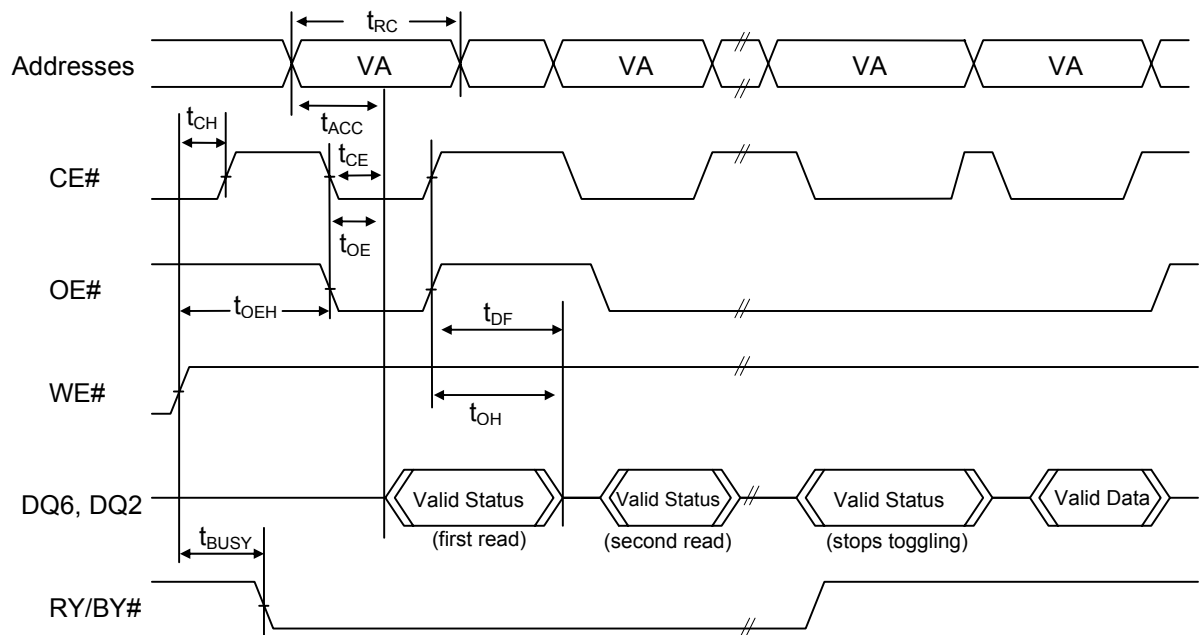 tRC
Addresses
VA
VA
VA
VA
tCH
tACC
tCE
CE#
tOE
OE#
tOEH
tDF
WE#
tOH
DQ6, DQ2
Valid Status
Valid Status
Valid Status
Valid Data
(first read)
(second read)
(stops toggling)
tBUSY
RY/BY#